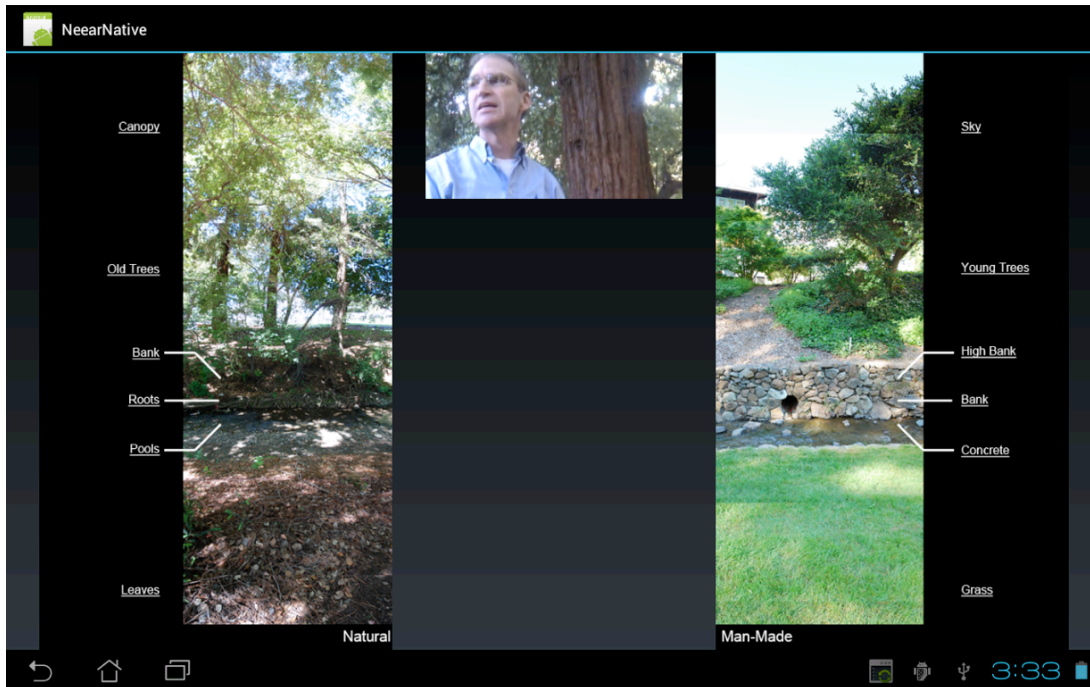 NeearNative
Canopy
Old Trees
Bank
Roots
Pools
Leaves
Natural
Sky
Young Trees
High Bank
Bank
Concrete
Grass
Man-Made
3:33